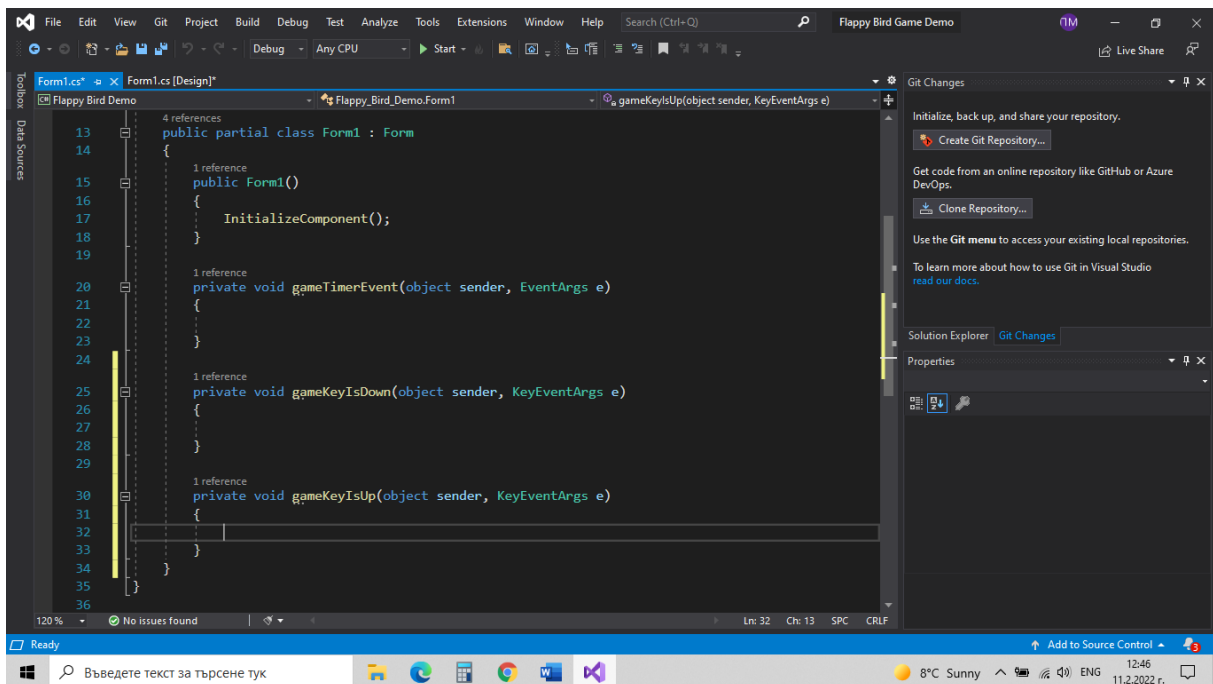 File Edit View Git Project Build Debug Test Analyze Tools Extensions Window Help Search (Ctrl+Q) Flappy Bird Game Demo ПМ
Debug Any CPU Start Live Share
Toolbox
Data Sources
Form1.cs* Form1.cs [Design]*
Flappy Bird Demo Flappy_Bird_Demo.Form1 gameKeyIsUp(object sender, KeyEventArgs e)
4 references
13 public partial class Form1 : Form
14 {
1 reference
15 public Form1()
16 {
17 InitializeComponent();
18 }
19
1 reference
20 private void gameTimerEvent(object sender, EventArgs e)
21 {
22
23 }
24
1 reference
25 private void gameKeyIsDown(object sender, KeyEventArgs e)
26 {
27
28 }
29
1 reference
30 private void gameKeyIsUp(object sender, KeyEventArgs e)
31 {
32
33 }
34 }
35 }
36
120 % No issues found Ln: 32 Ch: 13 SPC CRLF
Git Changes
Initialize, back up, and share your repository.
Create Git Repository...
Get code from an online repository like GitHub or Azure
DevOps.
Clone Repository...
Use the Git menu to access your existing local repositories.
To learn more about how to use Git in Visual Studio
read our docs.
Solution Explorer Git Changes
Properties
Ready Add to Source Control 3
Въведете текст за търсене тук 8°C Sunny ENG 12:46
11.2.2022 г.